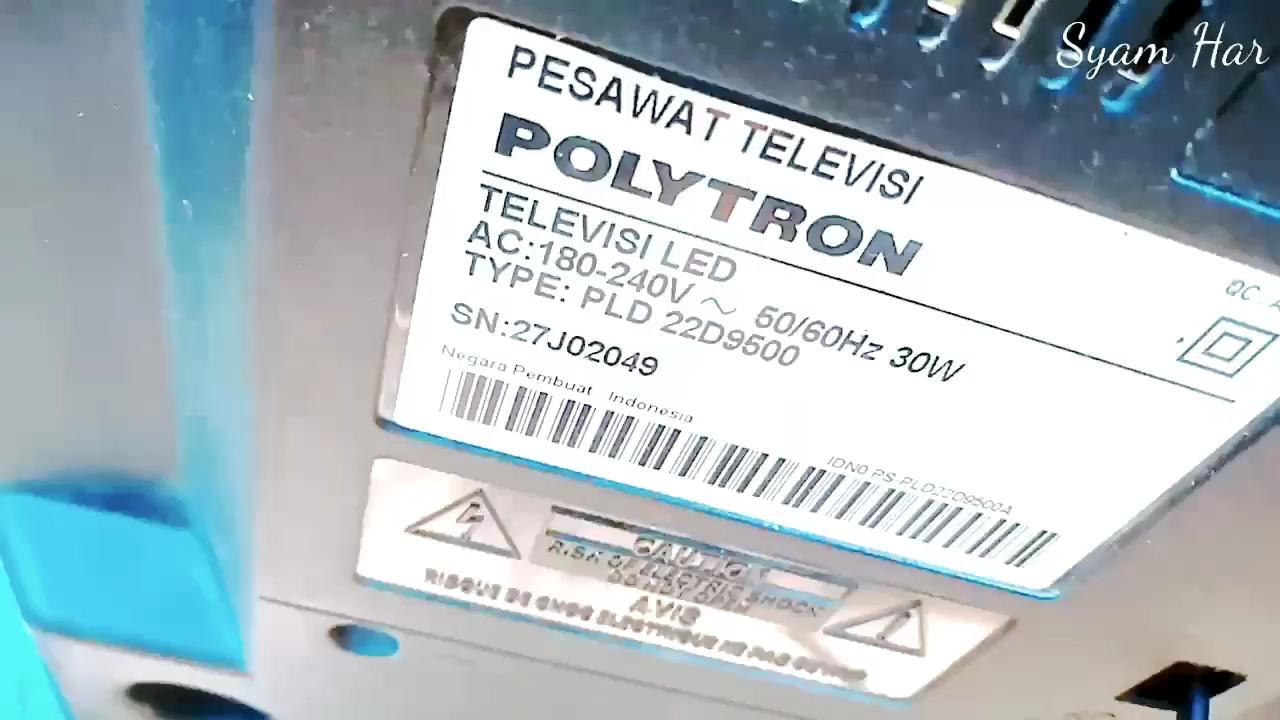 Syam Har
PESAWAT TELEVISI
POLYTRON
TELEVISI LED
AC:180-240V ~ 50/60Hz 30W
TYPE: PLD 22D9500
SN:27J02049
Negara Pembuat Indonesia
IDN0 PS-PLD22D9500A
QC:
CAUTION
RISK OF ELECTRIC SHOCK
DO NOT OPEN
AVIS
RISQUE DE CHOC ELECTRIQUE NE PAS